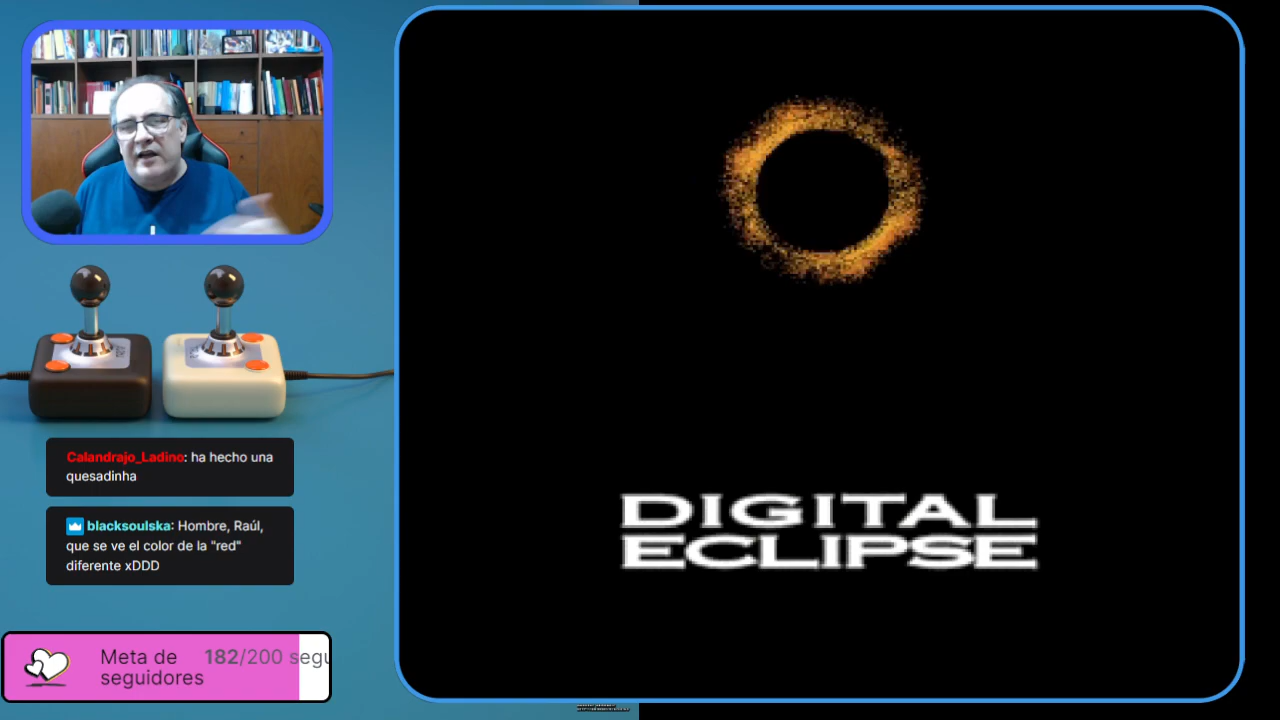 DIGITAL
ECLIPSE
Calandrajo_Ladino: ha hecho una
quesadinha
blacksoulska: Hombre, Raúl,
que se ve el color de la "red"
diferente xDDD
Meta de
seguidores
182/200 segu